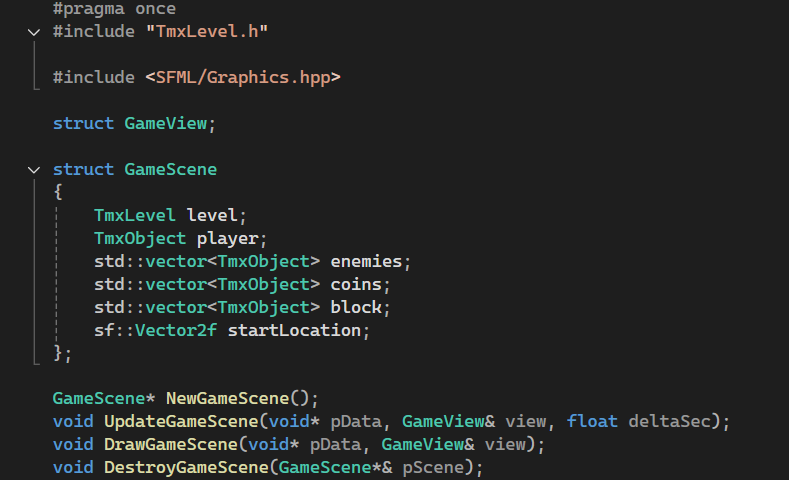 #pragma once
#include "TmxLevel.h"
#include <SFML/Graphics.hpp>
struct GameView;
struct GameScene
{
    TmxLevel level;
    TmxObject player;
    std::vector<TmxObject> enemies;
    std::vector<TmxObject> coins;
    std::vector<TmxObject> block;
    sf::Vector2f startLocation;
};
GameScene* NewGameScene();
void UpdateGameScene(void* pData, GameView& view, float deltaSec);
void DrawGameScene(void* pData, GameView& view);
void DestroyGameScene(GameScene*& pScene);